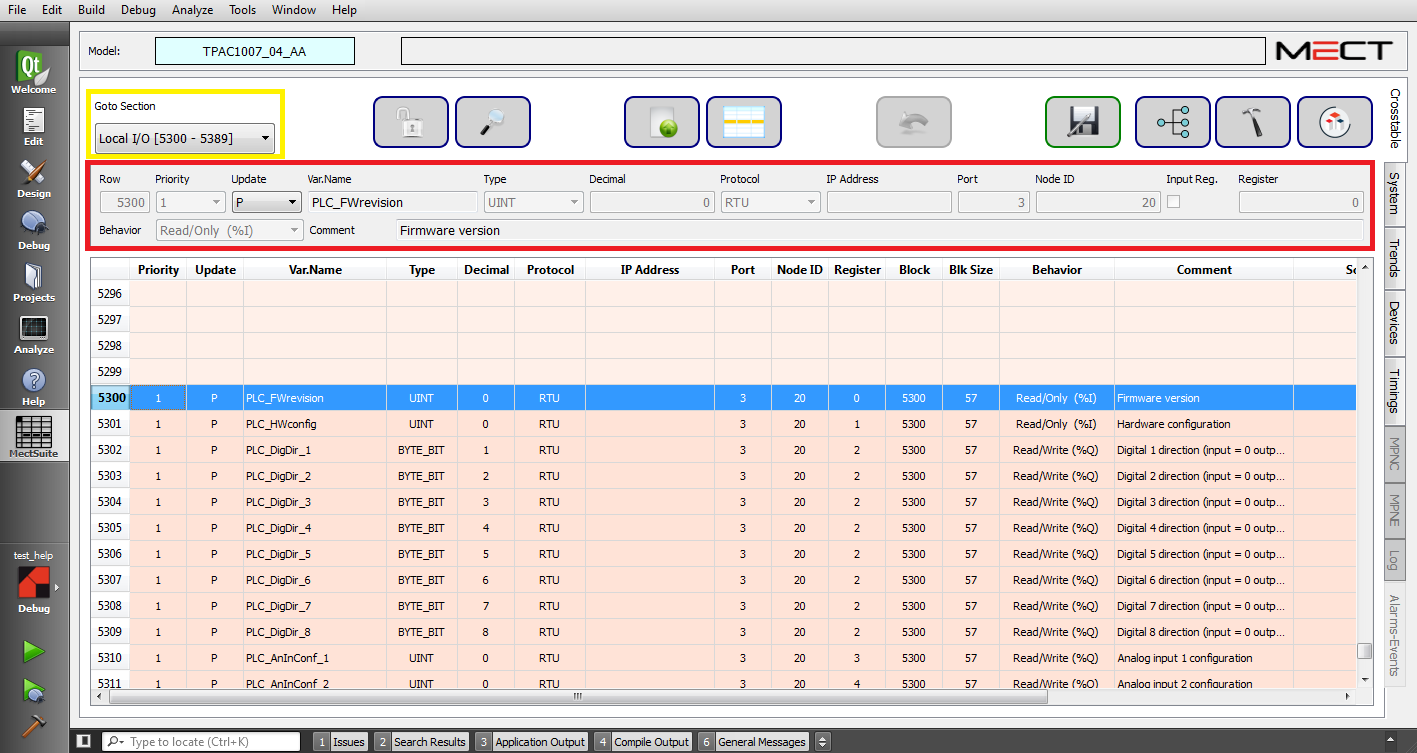 File Edit Build Debug Analyze Tools Window Help
Model: TPAC1007_04_AA MECT
Qt
Welcome
Edit
Design
Debug
Projects
Analyze
Help
MectSuite
test_help
Debug
Goto Section
Local I/O [5300 - 5389]
Row Priority Update Var.Name Type Decimal Protocol IP Address Port Node ID Input Reg. Register
5300 1 P PLC_FWrevision UINT 0 RTU 3 20 0
Behavior Read/Only (%I) Comment Firmware version
Priority Update Var.Name Type Decimal Protocol IP Address Port Node ID Register Block Blk Size Behavior Comment
5296
5297
5298
5299
5300 1 P PLC_FWrevision UINT 0 RTU 3 20 0 5300 57 Read/Only (%I) Firmware version
5301 1 P PLC_HWconfig UINT 0 RTU 3 20 1 5300 57 Read/Only (%I) Hardware configuration
5302 1 P PLC_DigDir_1 BYTE_BIT 1 RTU 3 20 2 5300 57 Read/Write (%Q) Digital 1 direction (input = 0 outp...
5303 1 P PLC_DigDir_2 BYTE_BIT 2 RTU 3 20 2 5300 57 Read/Write (%Q) Digital 2 direction (input = 0 outp...
5304 1 P PLC_DigDir_3 BYTE_BIT 3 RTU 3 20 2 5300 57 Read/Write (%Q) Digital 3 direction (input = 0 outp...
5305 1 P PLC_DigDir_4 BYTE_BIT 4 RTU 3 20 2 5300 57 Read/Write (%Q) Digital 4 direction (input = 0 outp...
5306 1 P PLC_DigDir_5 BYTE_BIT 5 RTU 3 20 2 5300 57 Read/Write (%Q) Digital 5 direction (input = 0 outp...
5307 1 P PLC_DigDir_6 BYTE_BIT 6 RTU 3 20 2 5300 57 Read/Write (%Q) Digital 6 direction (input = 0 outp...
5308 1 P PLC_DigDir_7 BYTE_BIT 7 RTU 3 20 2 5300 57 Read/Write (%Q) Digital 7 direction (input = 0 outp...
5309 1 P PLC_DigDir_8 BYTE_BIT 8 RTU 3 20 2 5300 57 Read/Write (%Q) Digital 8 direction (input = 0 outp...
5310 1 P PLC_AnInConf_1 UINT 0 RTU 3 20 3 5300 57 Read/Write (%Q) Analog input 1 configuration
5311 1 P PLC_AnInConf_2 UINT 0 RTU 3 20 4 5300 57 Read/Write (%Q) Analog input 2 configuration
Crosstable
System
Trends
Devices
Timings
MPNC
MPNE
Log
Alarms-Events
Type to locate (Ctrl+K) 1 Issues 2 Search Results 3 Application Output 4 Compile Output 6 General Messages